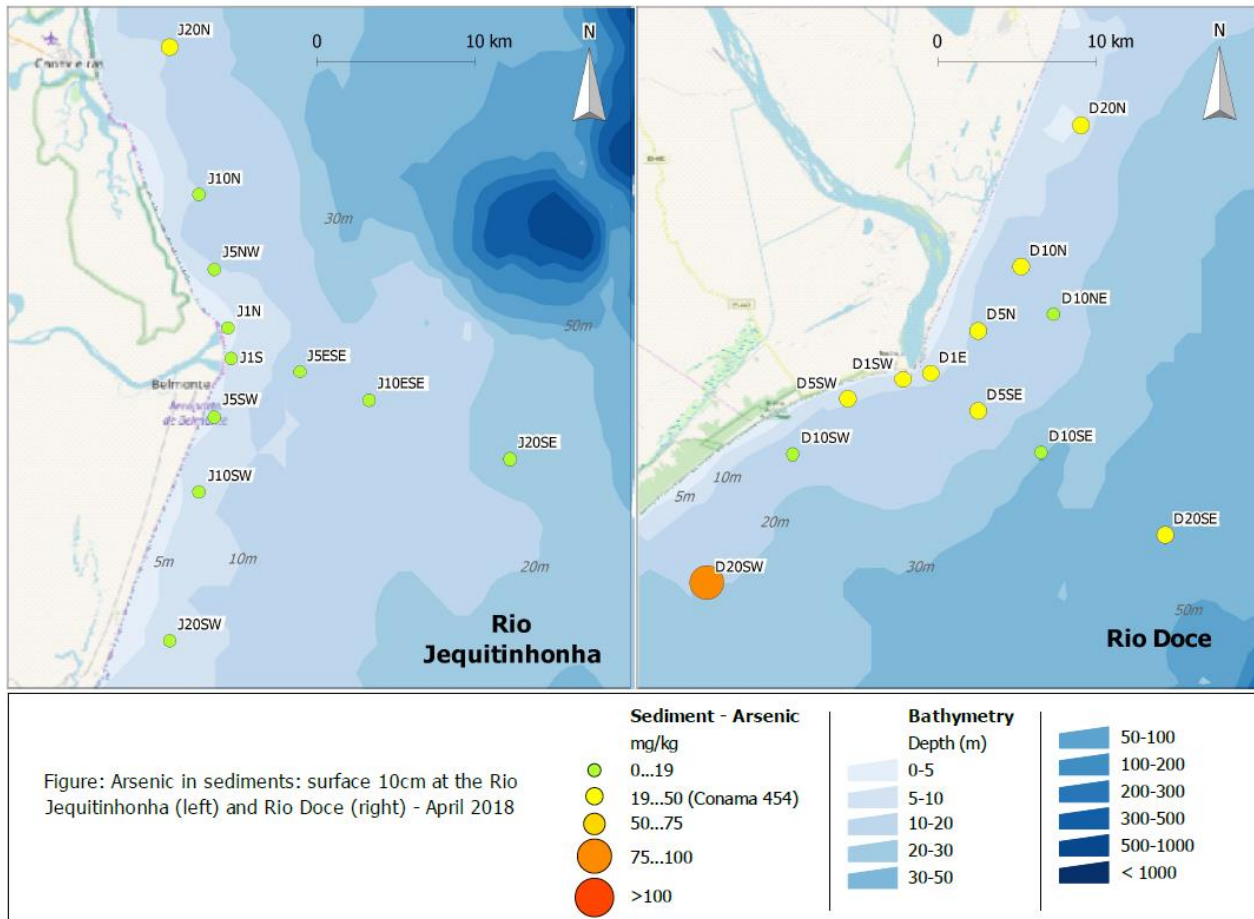 J20N
0
10 km
N
J10N
30m
J5NW
J1N
50m
J1S
J5ESE
Belmonte
J10ESE
J5SW
de Belmonte
J20SE
J10SW
5m
10m
20m
Rio
Jequitinhonha
J20SW
0
10 km
N
D20N
D10N
D10NE
D5N
D1SW
D1E
D5SW
D5SE
D10SW
D10SE
10m
5m
20m
D20SE
D20SW
30m
50m
Rio Doce
Figure: Arsenic in sediments: surface 10cm at the Rio
Jequitinhonha (left) and Rio Doce (right) - April 2018
Sediment - Arsenic
mg/kg
0...19
19...50 (Conama 454)
50...75
75...100
>100
Bathymetry
Depth (m)
0-5
5-10
10-20
20-30
30-50
50-100
100-200
200-300
300-500
500-1000
< 1000